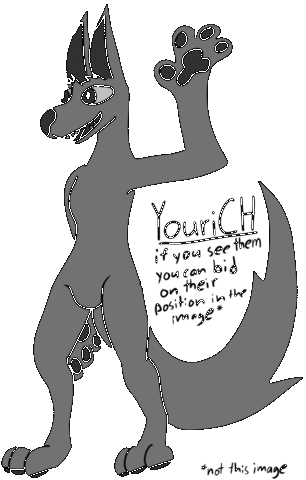 YouriCH
if you see them
you can bid
on their
position in the
image*
*not this image